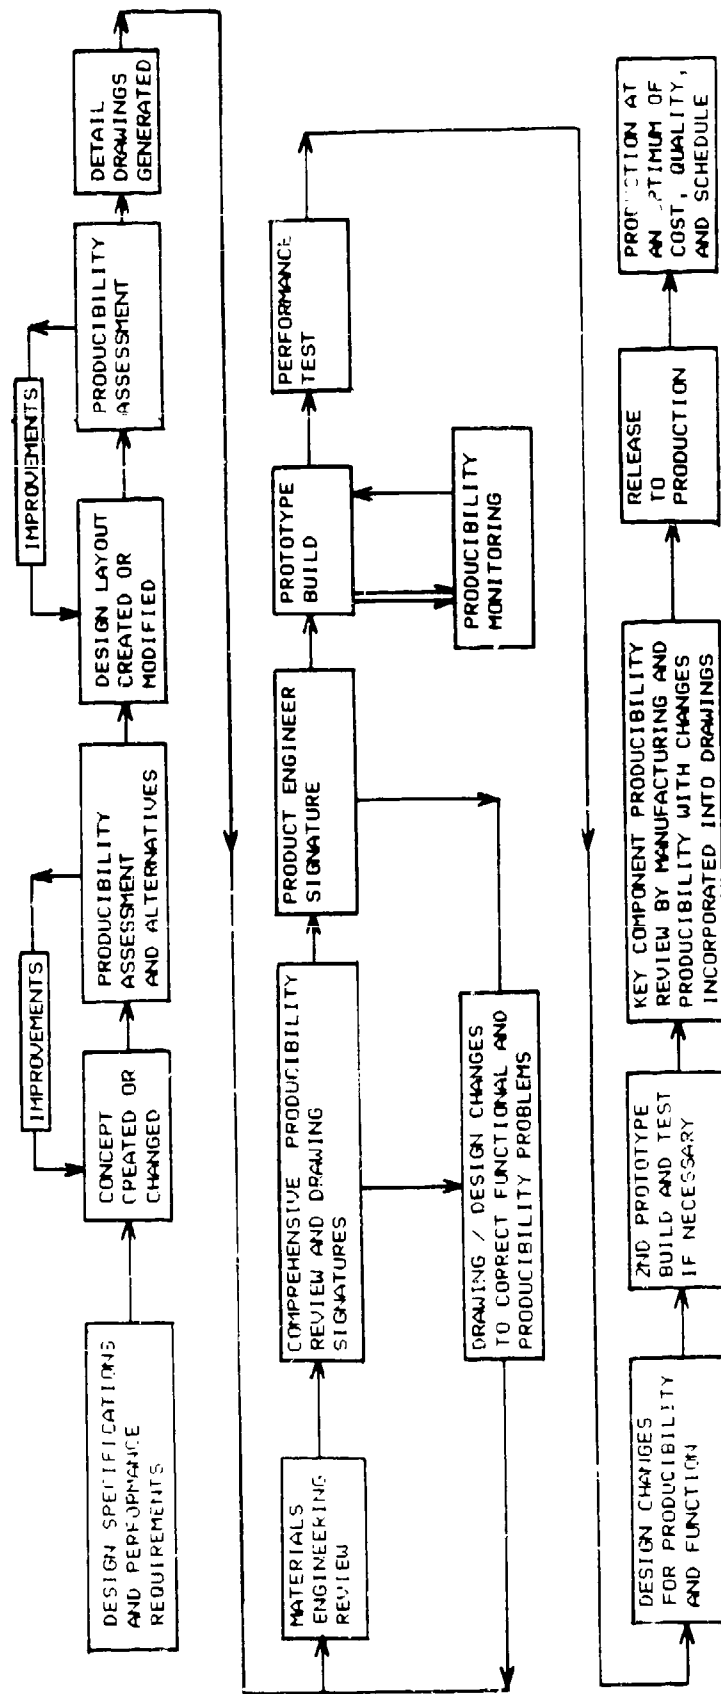 DESIGN SPECIFICATIONS
AND PERFORMANCE
REQUIREMENTS
CONCEPT
CREATED OR
CHANGED
IMPROVEMENTS
PRODUCIBILITY
ASSESSMENT
AND ALTERNATIVES
DESIGN LAYOUT
CREATED OR
MODIFIED
IMPROVEMENTS
PRODUCIBILITY
ASSESSMENT
DETAIL
DRAWINGS
GENERATED
MATERIALS
ENGINEERING
REVIEW
COMPREHENSIVE PRODUCIBILITY
REVIEW AND DRAWING
SIGNATURES
PRODUCT ENGINEER
SIGNATURE
PROTOTYPE
BUILD
PERFORMANCE
TEST
DRAWING / DESIGN CHANGES
TO CORRECT FUNCTIONAL AND
PRODUCIBILITY PROBLEMS
PRODUCIBILITY
MONITORING
DESIGN CHANGES
FOR PRODUCIBILITY
AND FUNCTION
2ND PROTOTYPE
BUILD AND TEST
IF NECESSARY
KEY COMPONENT PRODUCIBILITY
REVIEW BY MANUFACTURING AND
PRODUCIBILITY WITH CHANGES
INCORPORATED INTO DRAWINGS
RELEASE
TO
PRODUCTION
PRODUCTION AT
AN OPTIMUM OF
COST, QUALITY,
AND SCHEDULE